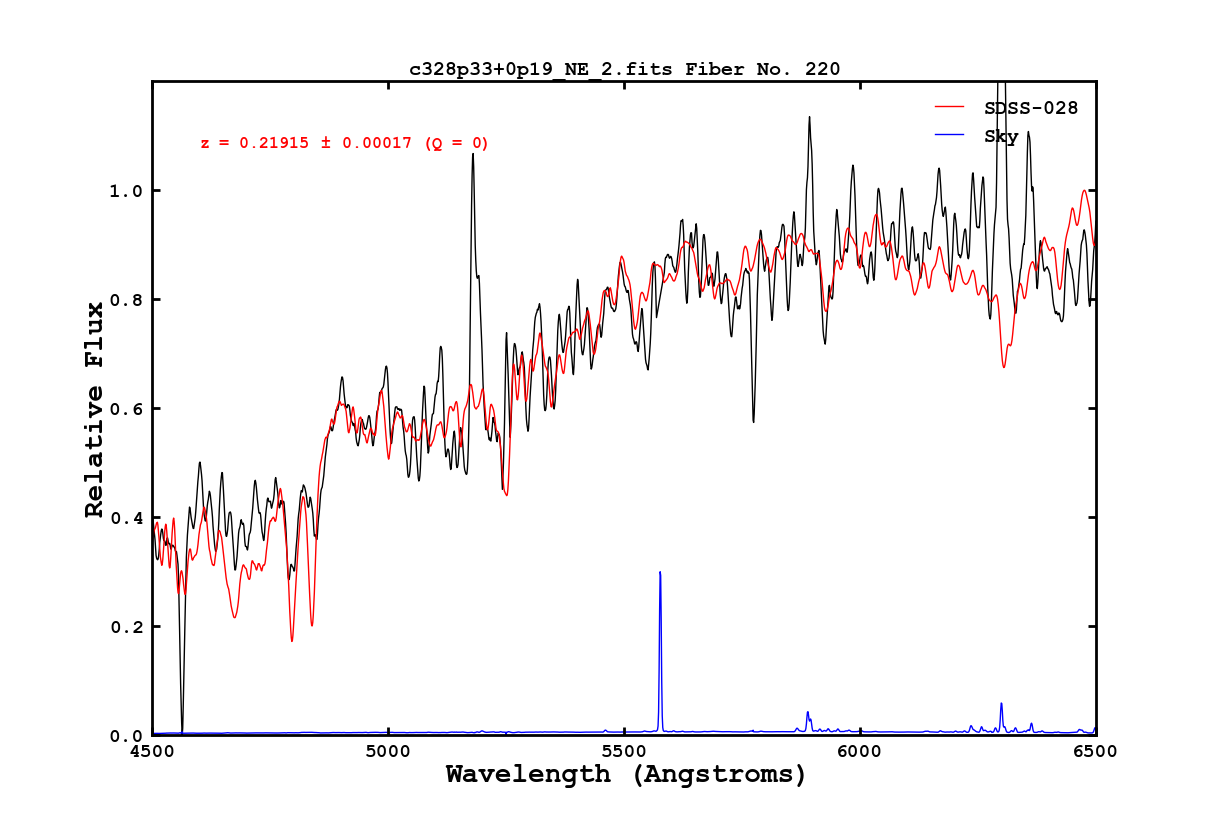 c328p33+0p19_NE_2.fits Fiber No. 220
SDSS-028
Sky
z = 0.21915 ± 0.00017 (Q = 0)
Relative Flux
1.0
0.8
0.6
0.4
0.2
0.0
4500 5000 5500 6000 6500
Wavelength (Angstroms)